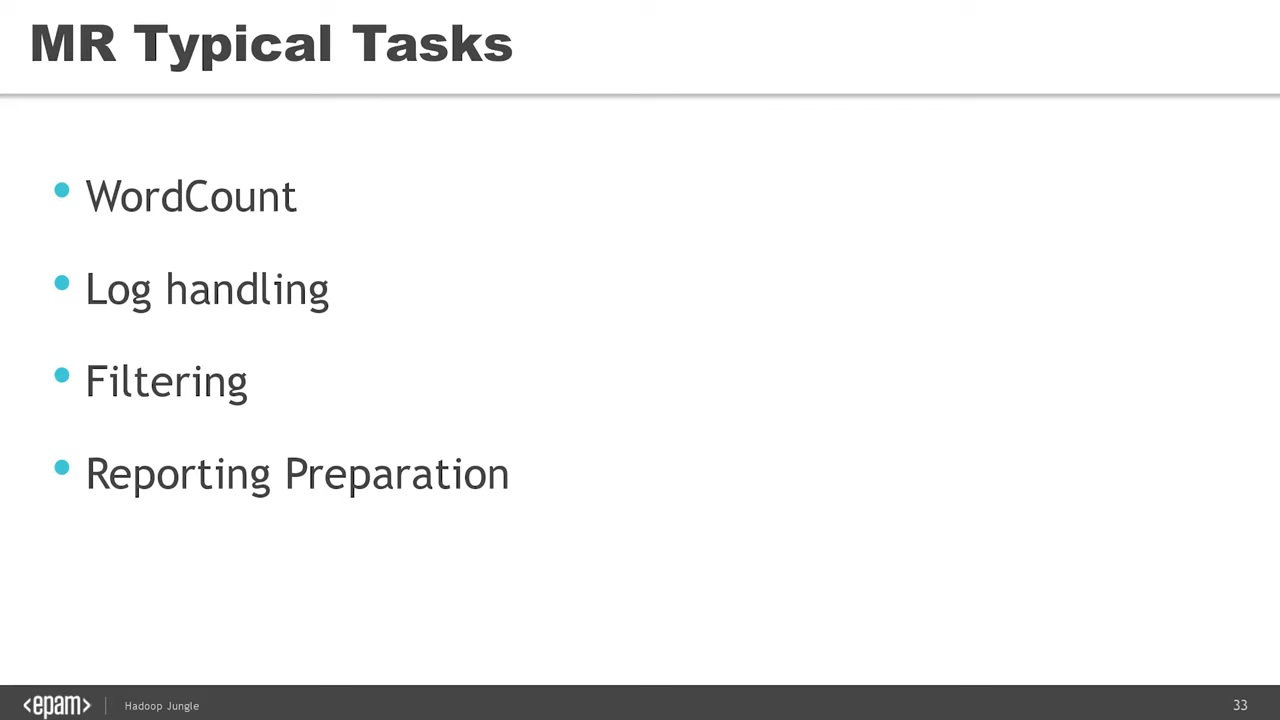 MR Typical Tasks
• WordCount
• Log handling
• Filtering
• Reporting Preparation
<epam> | Hadoop Jungle 33